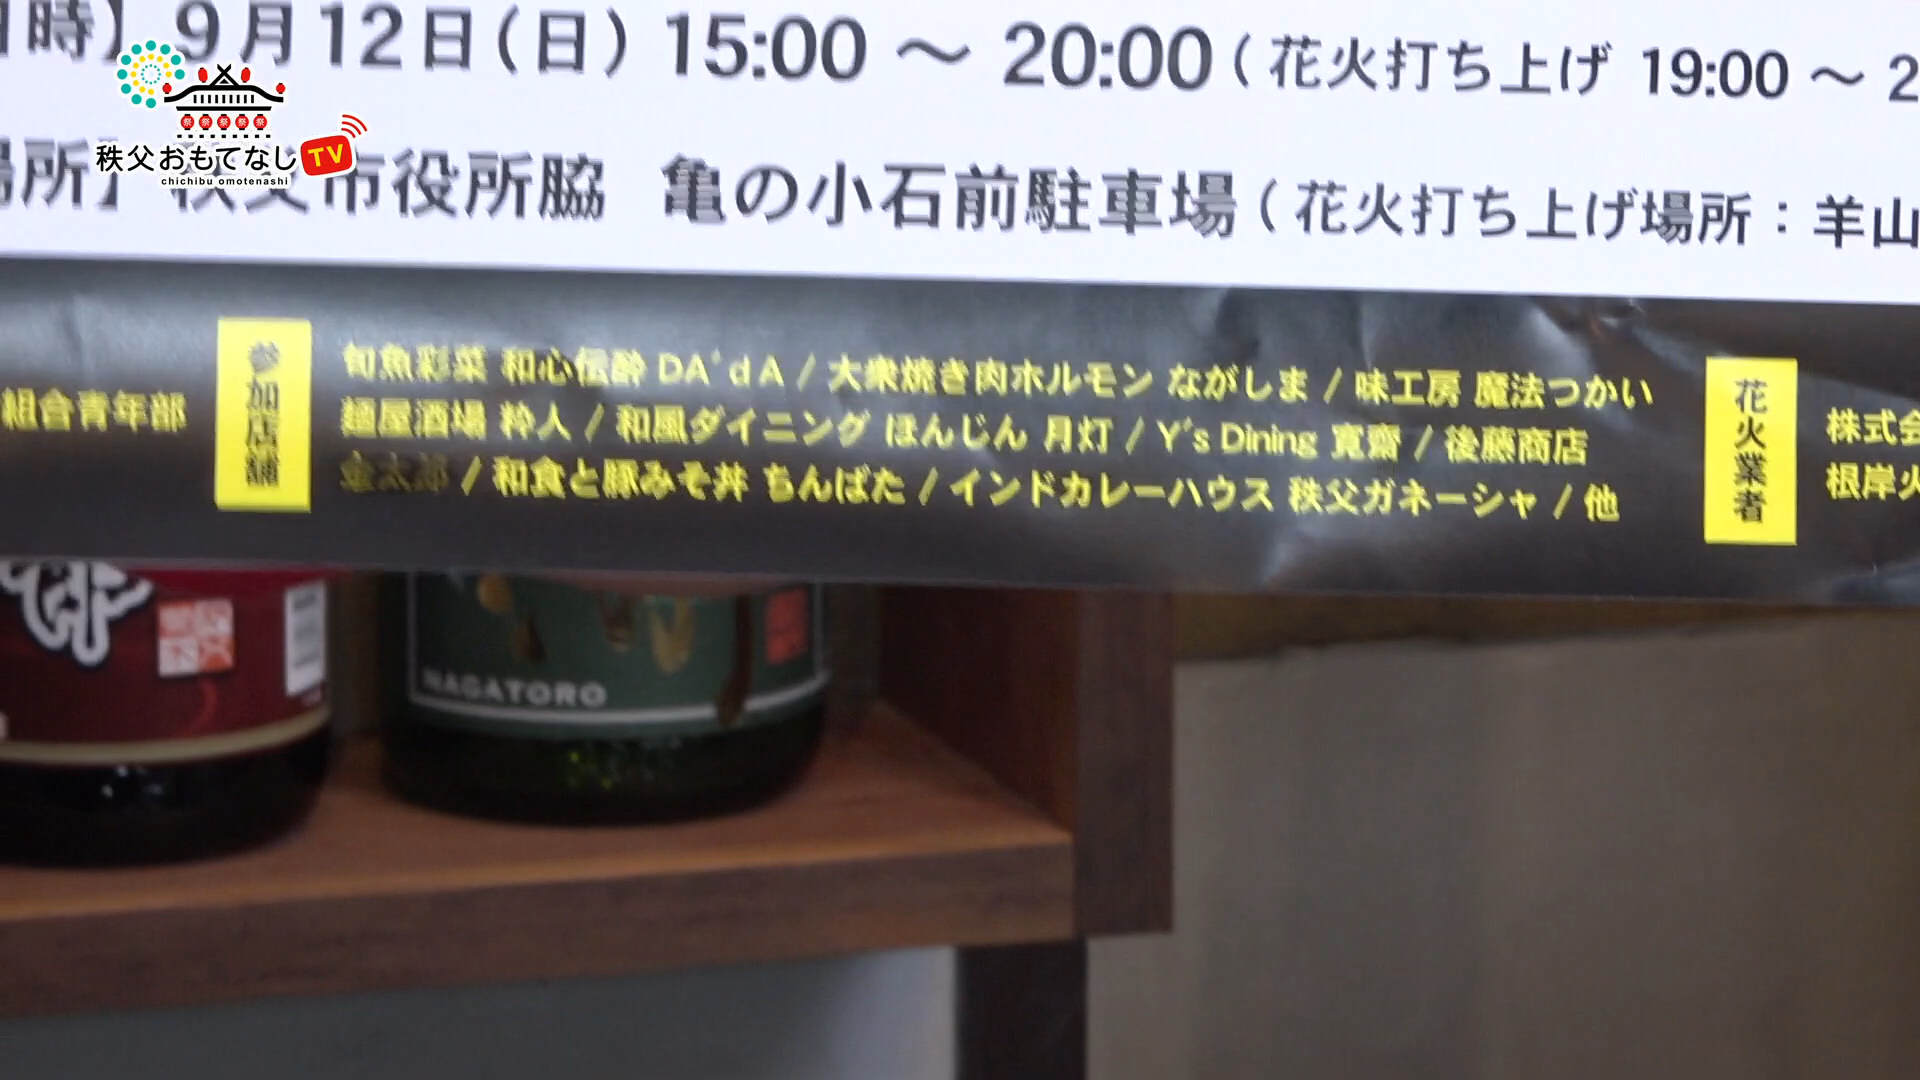 日時】9月12日（日）15:00 ～ 20:00（花火打ち上げ 19:00 ～ 2
場所】秩父市役所脇 亀の小石前駐車場（花火打ち上げ場所：羊山
秩父おもてなしTV
chichibu omotenashi
組合青年部
参加店舗
旬魚彩菜 和心伝酔 DA'dA / 大衆焼き肉ホルモン ながしま / 味工房 魔法つかい
麺屋酒場 粋人 / 和風ダイニング ほんじん 月灯 / Y's Dining 寛齋 / 後藤商店
金太郎 / 和食と豚みそ丼 ちんばた / インドカレーハウス 秩父ガネーシャ / 他
花火業者
株式会
根岸火
NAGATORO